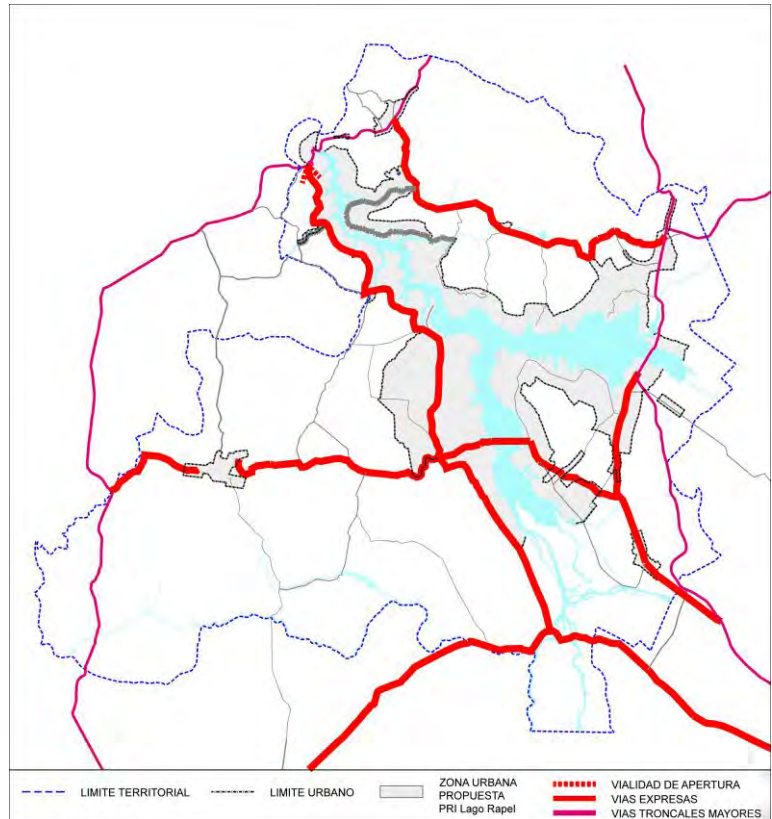 LIMITE TERRITORIAL
LIMITE URBANO
ZONA URBANA
PROPUESTA
PRI Lago Rapel
VIALIDAD DE APERTURA
VIAS EXPRESAS
VIAS TRONCALES MAYORES